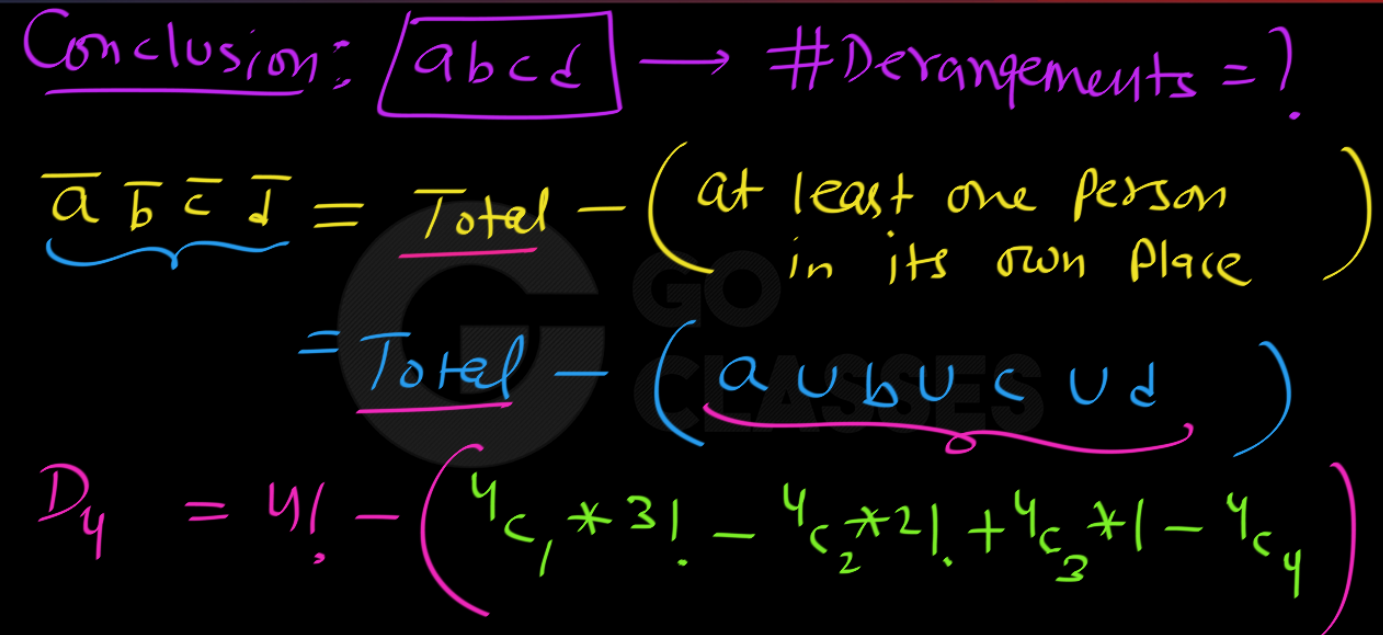 Conclusion: abcd → #Derangements = ?
a̅ b̅ c̅ d̅ = Total - (at least one person
in its own place)
= Total - (a ∪ b ∪ c ∪ d)
GO
CLASSES
D₄ = 4! - (⁴C₁ * 3! - ⁴C₂ * 2! + ⁴C₃ * 1 - ⁴C₄)